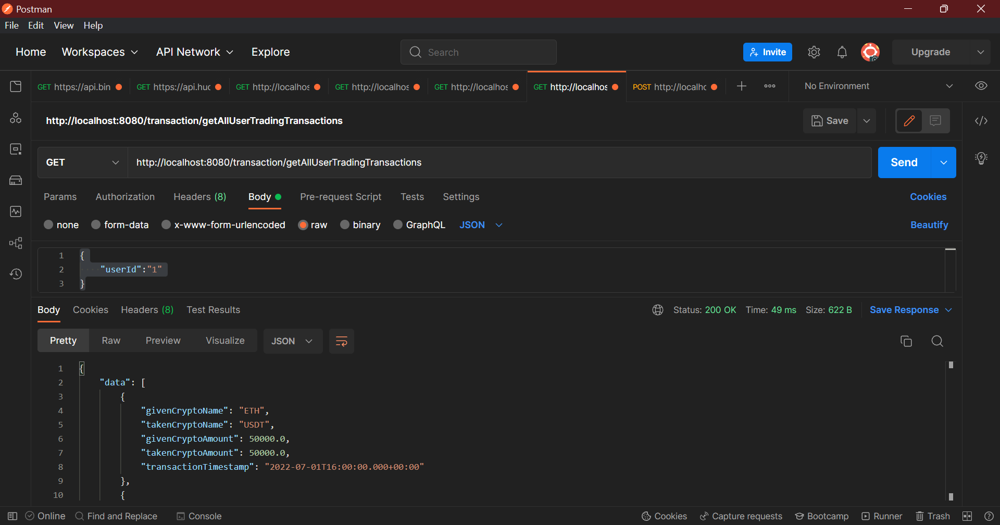 Postman
File Edit View Help
Home Workspaces API Network Explore Search Invite Upgrade
GET https://api.bin GET https://api.huc GET http://localhos GET http://localhos GET http://localhos GET http://localhos POST http://localhc No Environment
http://localhost:8080/transaction/getAllUserTradingTransactions Save
GET http://localhost:8080/transaction/getAllUserTradingTransactions Send
Params Authorization Headers (8) Body Pre-request Script Tests Settings Cookies
none form-data x-www-form-urlencoded raw binary GraphQL JSON Beautify
1 {
2 "userId":"1"
3 }
Body Cookies Headers (8) Test Results Status: 200 OK Time: 49 ms Size: 622 B Save Response
Pretty Raw Preview Visualize JSON
1 {
2 "data": [
3 {
4 "givenCryptoName": "ETH",
5 "takenCryptoName": "USDT",
6 "givenCryptoAmount": 50000.0,
7 "takenCryptoAmount": 50000.0,
8 "transactionTimestamp": "2022-07-01T16:00:00.000+00:00"
9 },
10 {
Online Find and Replace Console Cookies Capture requests Bootcamp Runner Trash